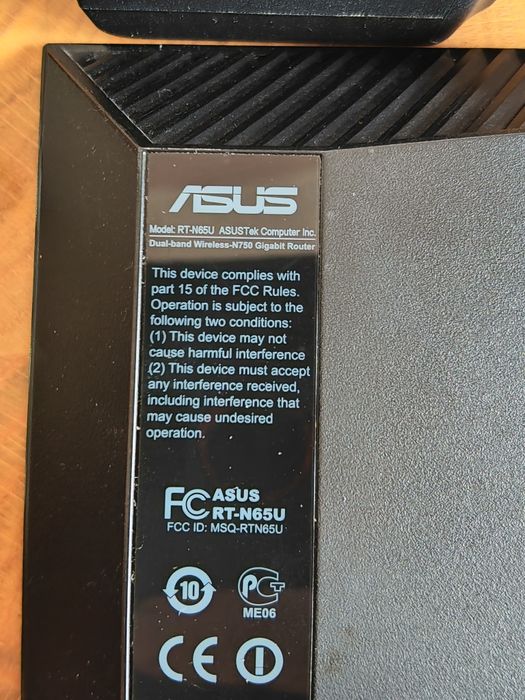 ASUS
Model: RT-N65U ASUSTek Computer Inc.
Dual-band Wireless-N750 Gigabit Router
This device complies with
part 15 of the FCC Rules.
Operation is subject to the
following two conditions:
(1) This device may not
cause harmful interference
(2) This device must accept
any interference received,
including interference that
may cause undesired
operation.
FC ASUS
RT-N65U
FCC ID: MSQ-RTN65U
10 РСТ
ME06
CE